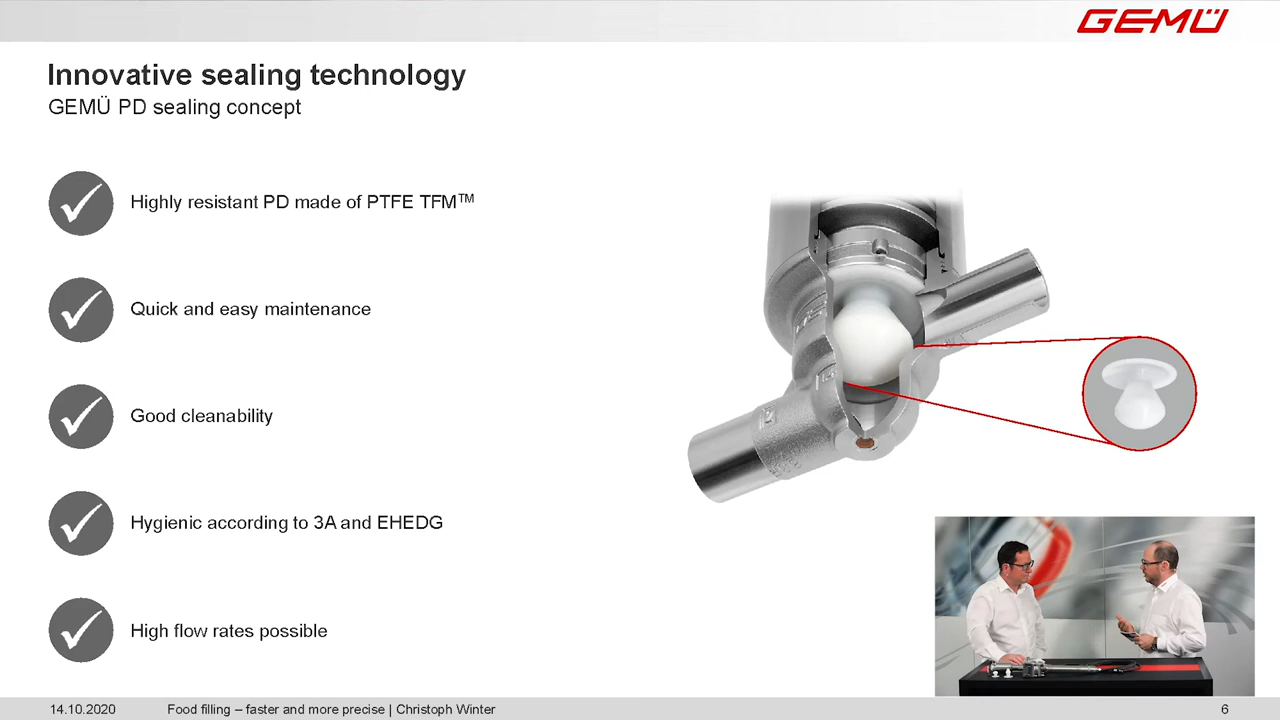 GEMÜ
Innovative sealing technology
GEMÜ PD sealing concept
Highly resistant PD made of PTFE TFM™
Quick and easy maintenance
Good cleanability
Hygienic according to 3A and EHEDG
High flow rates possible
14.10.2020 Food filling – faster and more precise | Christoph Winter 6